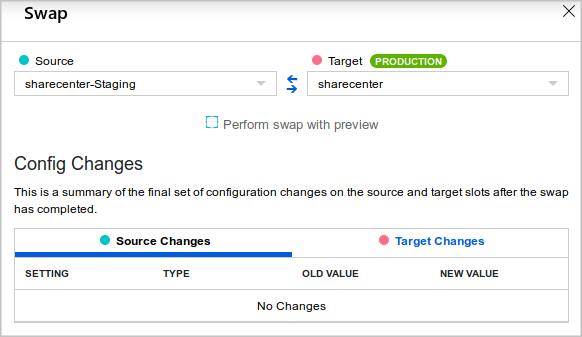 Swap
Source
Target PRODUCTION
sharecenter-Staging
sharecenter
Perform swap with preview
Config Changes
This is a summary of the final set of configuration changes on the source and target slots after the swap
has completed.
Source Changes
Target Changes
SETTING TYPE OLD VALUE NEW VALUE
No Changes